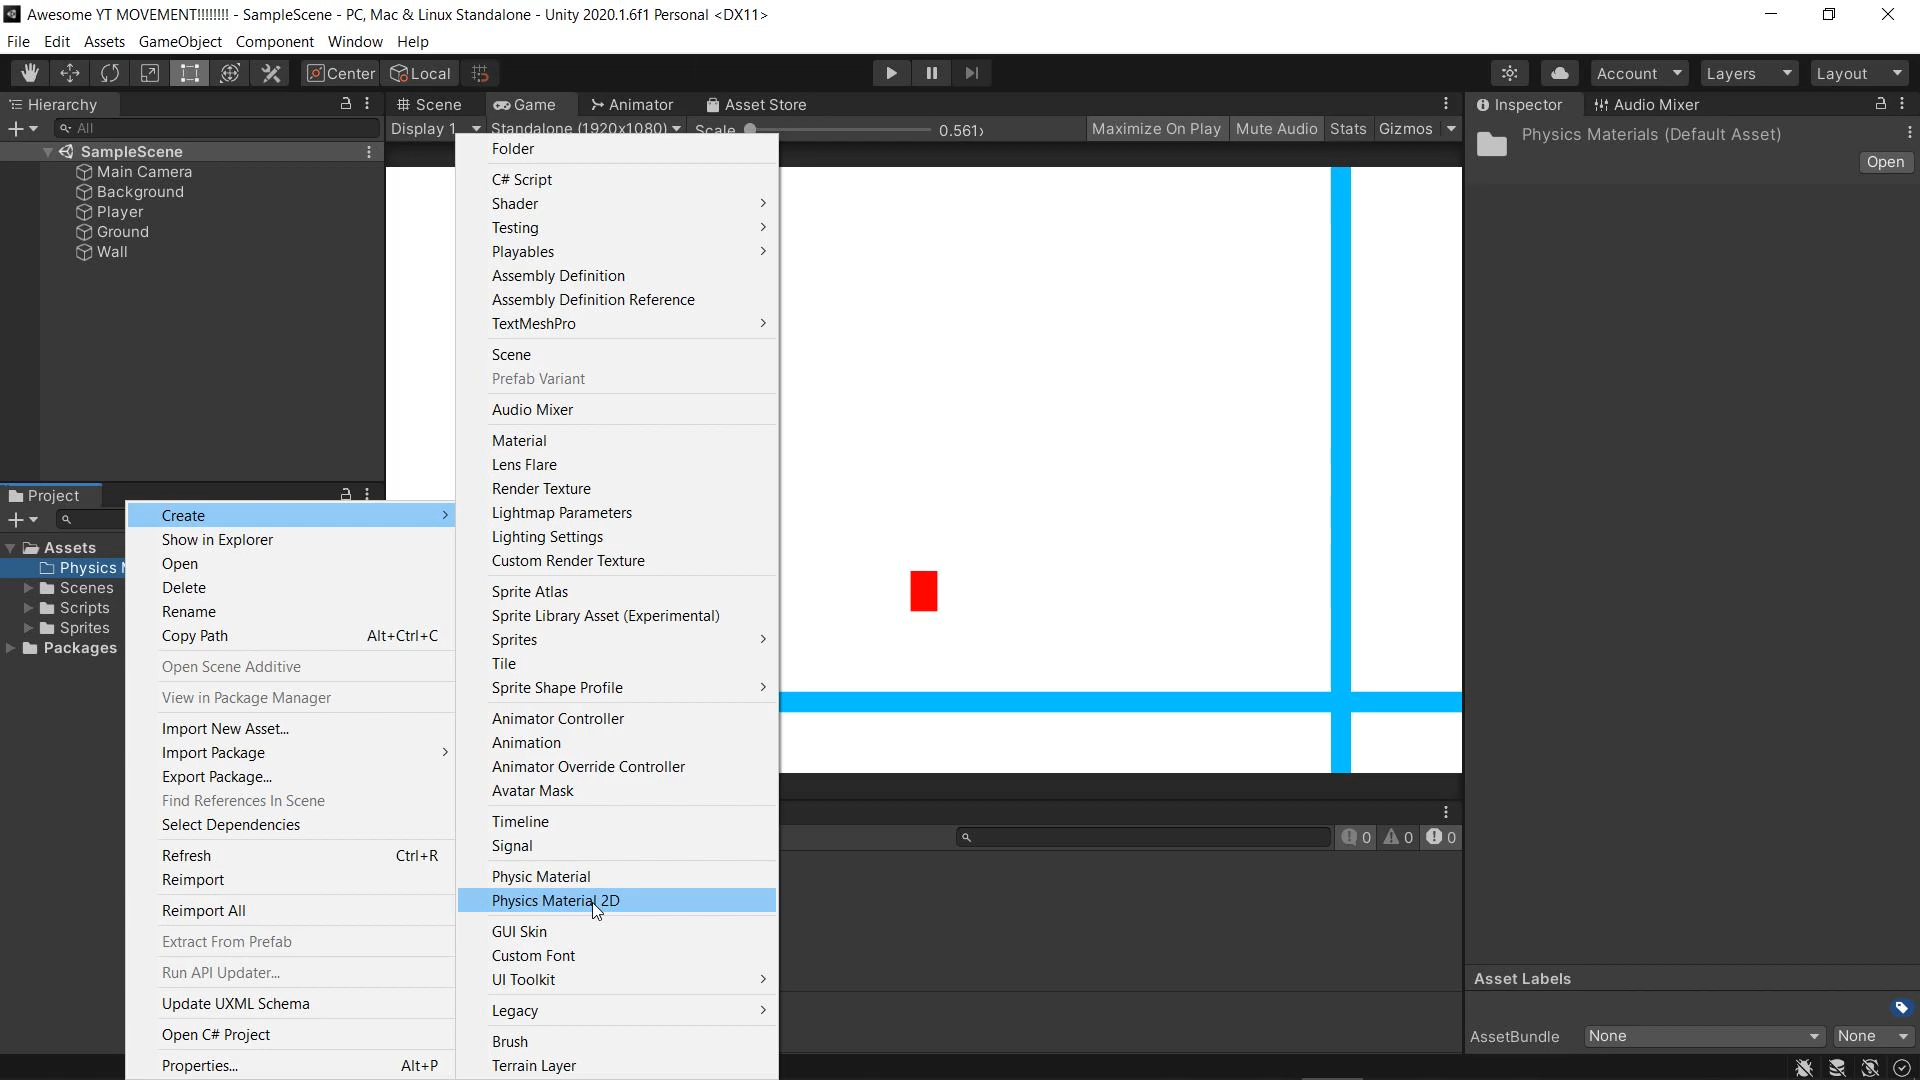 Awesome YT MOVEMENT!!!!!!!! - SampleScene - PC, Mac & Linux Standalone - Unity 2020.1.6f1 Personal <DX11>
File Edit Assets GameObject Component Window Help
Center Local Account Layers Layout
Hierarchy Scene Game Animator Asset Store Inspector Audio Mixer
All Display 1 Standalone (1920x1080) Scale 0.561x Maximize On Play Mute Audio Stats Gizmos
Physics Materials (Default Asset)
Open
SampleScene
Main Camera
Background
Player
Ground
Wall
Project
Assets
Physics
Scenes
Scripts
Sprites
Packages
Create
Show in Explorer
Open
Delete
Rename
Copy Path Alt+Ctrl+C
Open Scene Additive
View in Package Manager
Import New Asset...
Import Package
Export Package...
Find References In Scene
Select Dependencies
Refresh Ctrl+R
Reimport
Reimport All
Extract From Prefab
Run API Updater...
Update UXML Schema
Open C# Project
Properties... Alt+P
Folder
C# Script
Shader
Testing
Playables
Assembly Definition
Assembly Definition Reference
TextMeshPro
Scene
Prefab Variant
Audio Mixer
Material
Lens Flare
Render Texture
Lightmap Parameters
Lighting Settings
Custom Render Texture
Sprite Atlas
Sprite Library Asset (Experimental)
Sprites
Tile
Sprite Shape Profile
Animator Controller
Animation
Animator Override Controller
Avatar Mask
Timeline
Signal
Physic Material
Physics Material 2D
GUI Skin
Custom Font
UI Toolkit
Legacy
Brush
Terrain Layer
0 0 0
Asset Labels
AssetBundle None None